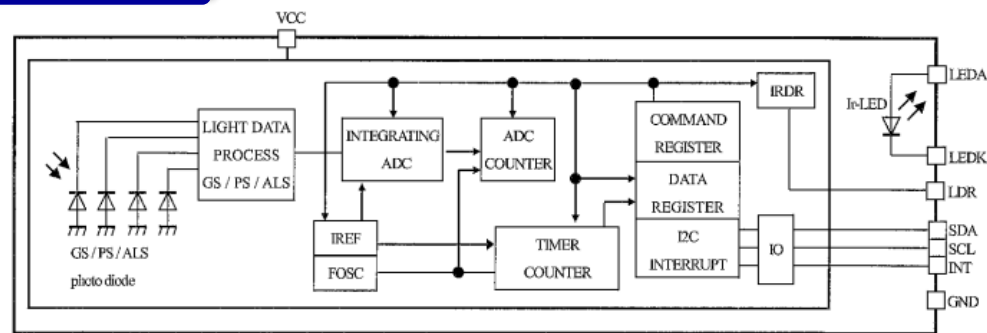 VCC
LEDA
IRDR
Ir-LED
LIGHT DATA
PROCESS
GS / PS / ALS
INTEGRATING
ADC
ADC
COUNTER
COMMAND
REGISTER
LEDK
DATA
REGISTER
LDR
IREF
FOSC
TIMER
COUNTER
I2C
INTERRUPT
IO
SDA
SCL
INT
GS / PS / ALS
photo diode
GND